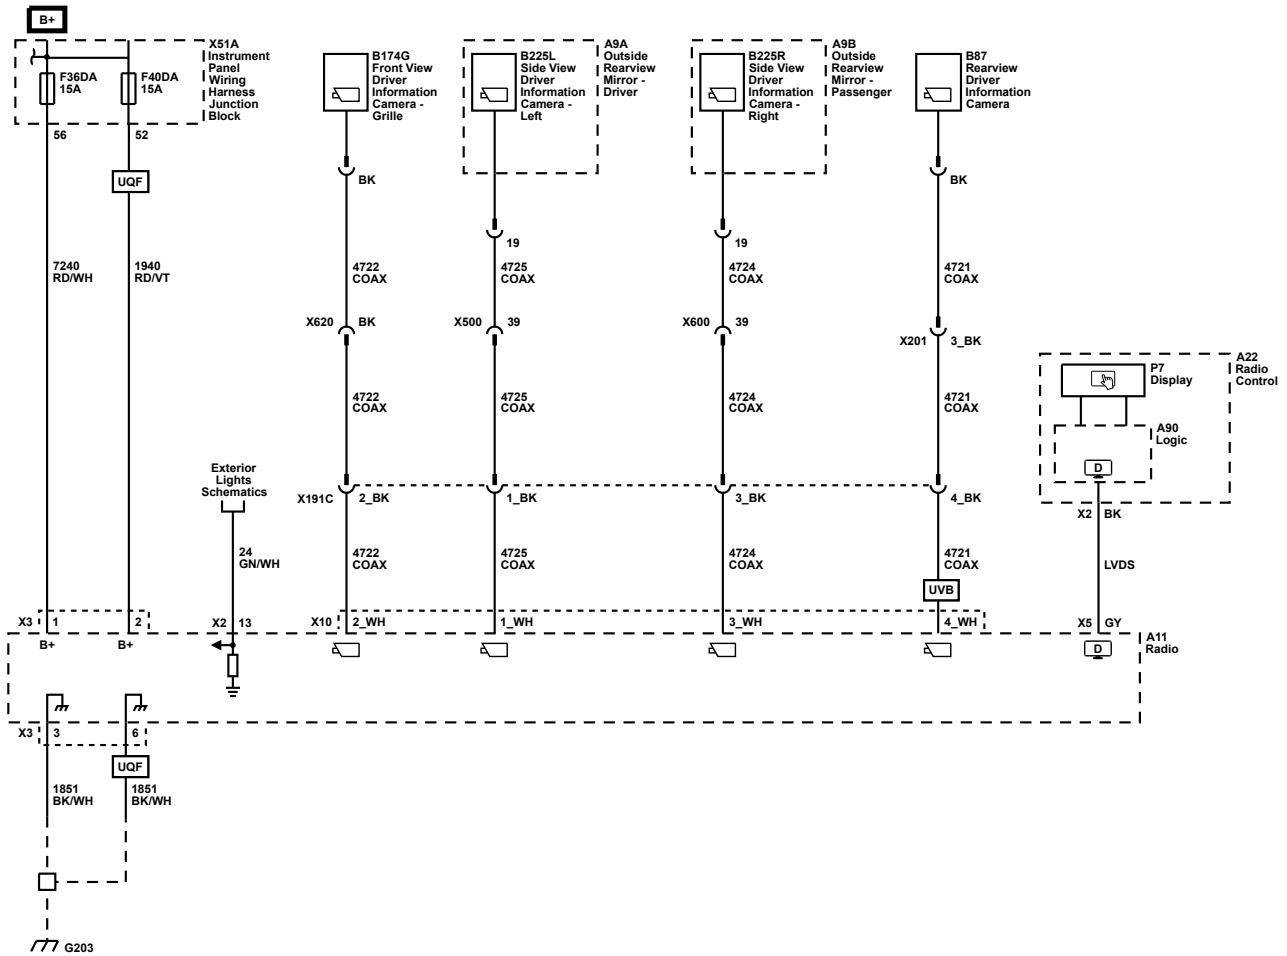 B+
X51A
Instrument
Panel
Wiring
Harness
Junction
Block
F36DA
15A
F40DA
15A
56
52
UQF
7240
RD/WH
1940
RD/VT
B174G
Front View
Driver
Information
Camera -
Grille
BK
4722
COAX
X620
BK
4722
COAX
X191C
2_BK
4722
COAX
B225L
Side View
Driver
Information
Camera -
Left
A9A
Outside
Rearview
Mirror -
Driver
19
4725
COAX
X500
39
4725
COAX
1_BK
4725
COAX
B225R
Side View
Driver
Information
Camera -
Right
A9B
Outside
Rearview
Mirror -
Passenger
19
4724
COAX
X600
39
4724
COAX
3_BK
4724
COAX
B87
Rearview
Driver
Information
Camera
BK
4721
COAX
X201
3_BK
4721
COAX
4_BK
4721
COAX
UVB
P7
Display
A22
Radio
Control
A90
Logic
D
X2
BK
LVDS
Exterior
Lights
Schematics
24
GN/WH
X3
1
2
X2
13
X10
2_WH
1_WH
3_WH
4_WH
X5
GY
B+
B+
D
A11
Radio
X3
3
6
UQF
1851
BK/WH
1851
BK/WH
G203